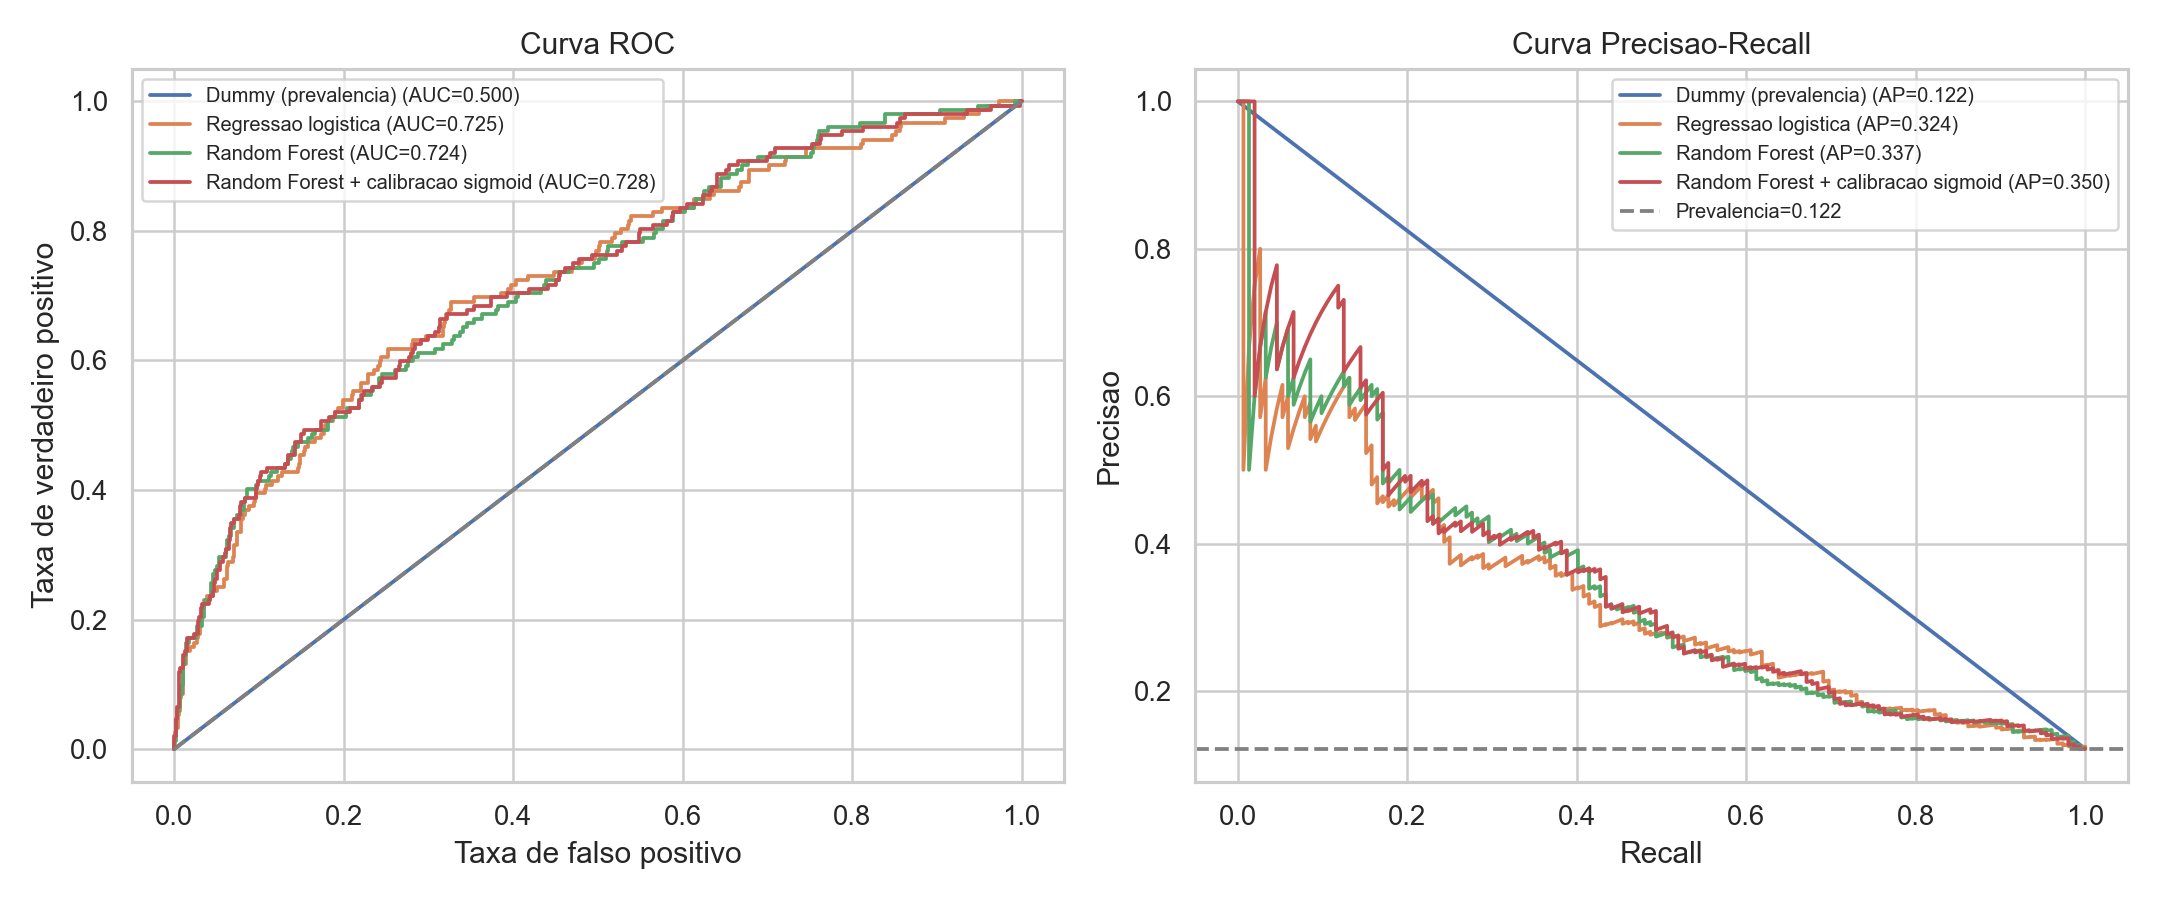 Curva ROC
Dummy (prevalencia) (AUC=0.500)
Regressao logistica (AUC=0.725)
Random Forest (AUC=0.724)
Random Forest + calibracao sigmoid (AUC=0.728)
Taxa de verdadeiro positivo
1.0
0.8
0.6
0.4
0.2
0.0
0.0 0.2 0.4 0.6 0.8 1.0
Taxa de falso positivo
Curva Precisao-Recall
Dummy (prevalencia) (AP=0.122)
Regressao logistica (AP=0.324)
Random Forest (AP=0.337)
Random Forest + calibracao sigmoid (AP=0.350)
Prevalencia=0.122
Precisao
1.0
0.8
0.6
0.4
0.2
0.0 0.2 0.4 0.6 0.8 1.0
Recall